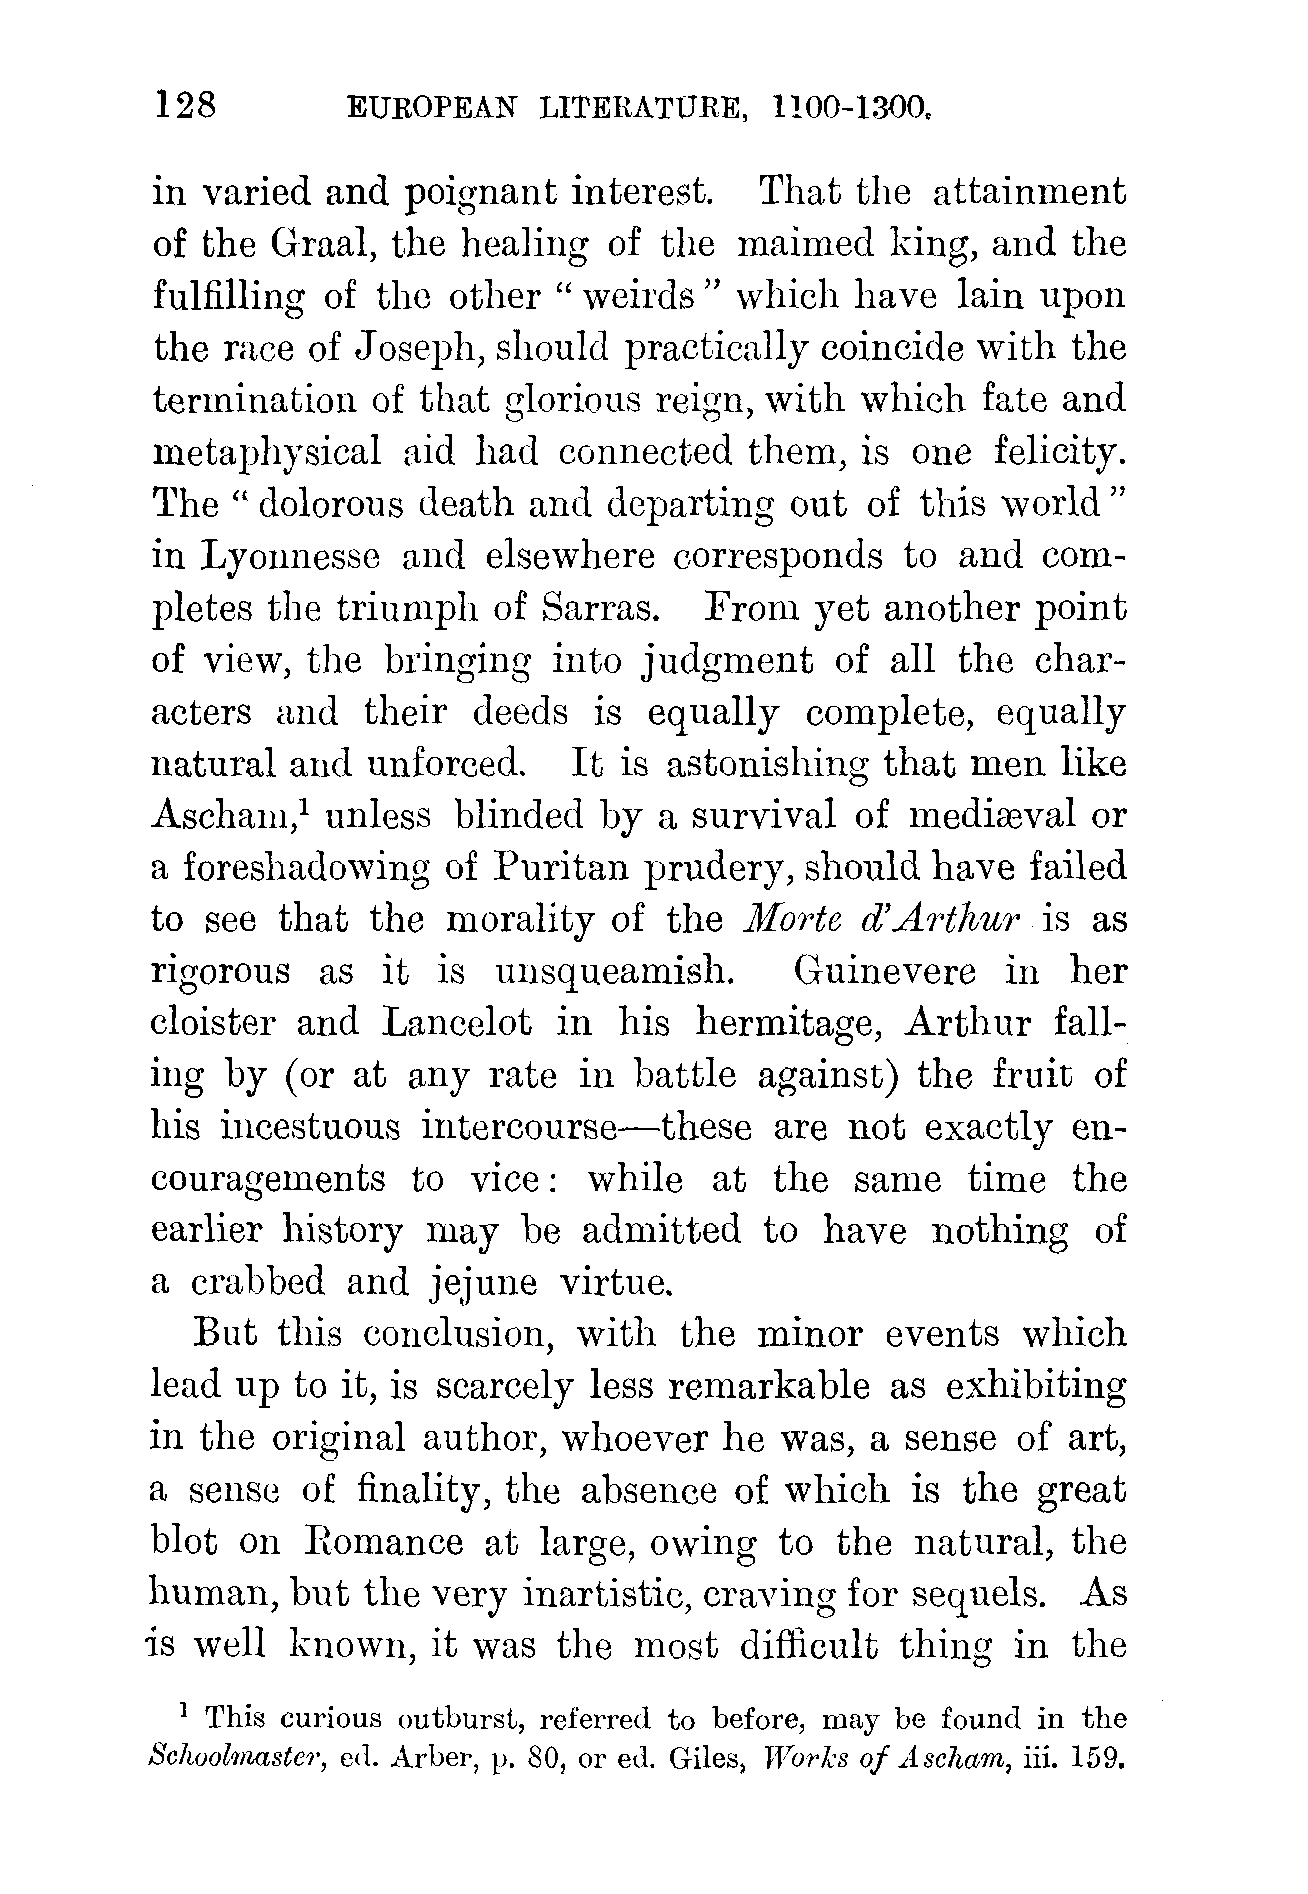 128 EUROPEAN LITERATURE, 1100-1300.
in varied and poignant interest. That the attainment
of the Graal, the healing of the maimed king, and the
fulfilling of the other “ weirds ” which have lain upon
the race of Joseph, should practically coincide with the
termination of that glorious reign, with which fate and
metaphysical aid had connected them, is one felicity.
The “ dolorous death and departing out of this world ”
in Lyonnesse and elsewhere corresponds to and com-
pletes the triumph of Sarras. From yet another point
of view, the bringing into judgment of all the char-
acters and their deeds is equally complete, equally
natural and unforced. It is astonishing that men like
Ascham,¹ unless blinded by a survival of mediæval or
a foreshadowing of Puritan prudery, should have failed
to see that the morality of the Morte d’Arthur is as
rigorous as it is unsqueamish. Guinevere in her
cloister and Lancelot in his hermitage, Arthur fall-
ing by (or at any rate in battle against) the fruit of
his incestuous intercourse—these are not exactly en-
couragements to vice: while at the same time the
earlier history may be admitted to have nothing of
a crabbed and jejune virtue.
But this conclusion, with the minor events which
lead up to it, is scarcely less remarkable as exhibiting
in the original author, whoever he was, a sense of art,
a sense of finality, the absence of which is the great
blot on Romance at large, owing to the natural, the
human, but the very inartistic, craving for sequels. As
is well known, it was the most difficult thing in the
¹ This curious outburst, referred to before, may be found in the
Schoolmaster, ed. Arber, p. 80, or ed. Giles, Works of Ascham, iii. 159.